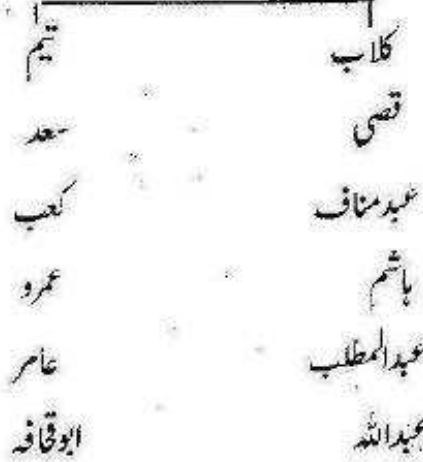 کلاب تیم
قصی سعد
عبدمناف کعب
ہاشم عمرو
عبدالمطلب عامر
عبداللہ ابوقحافہ